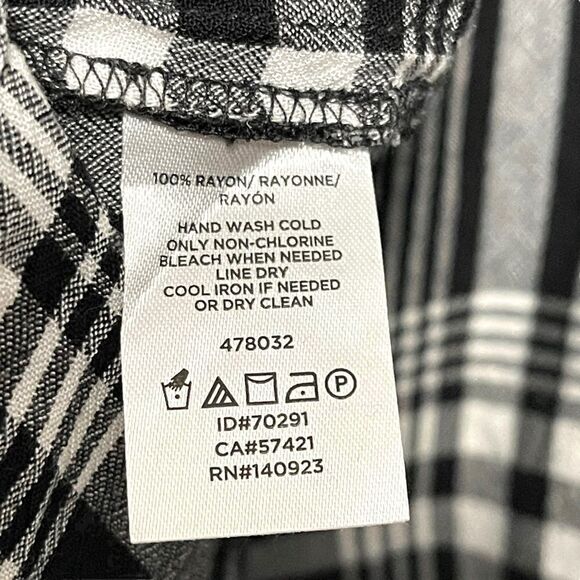 100% RAYON/ RAYONNE/
RAYÓN
HAND WASH COLD
ONLY NON-CHLORINE
BLEACH WHEN NEEDED
LINE DRY
COOL IRON IF NEEDED
OR DRY CLEAN
478032
P
ID#70291
CA#57421
RN#140923